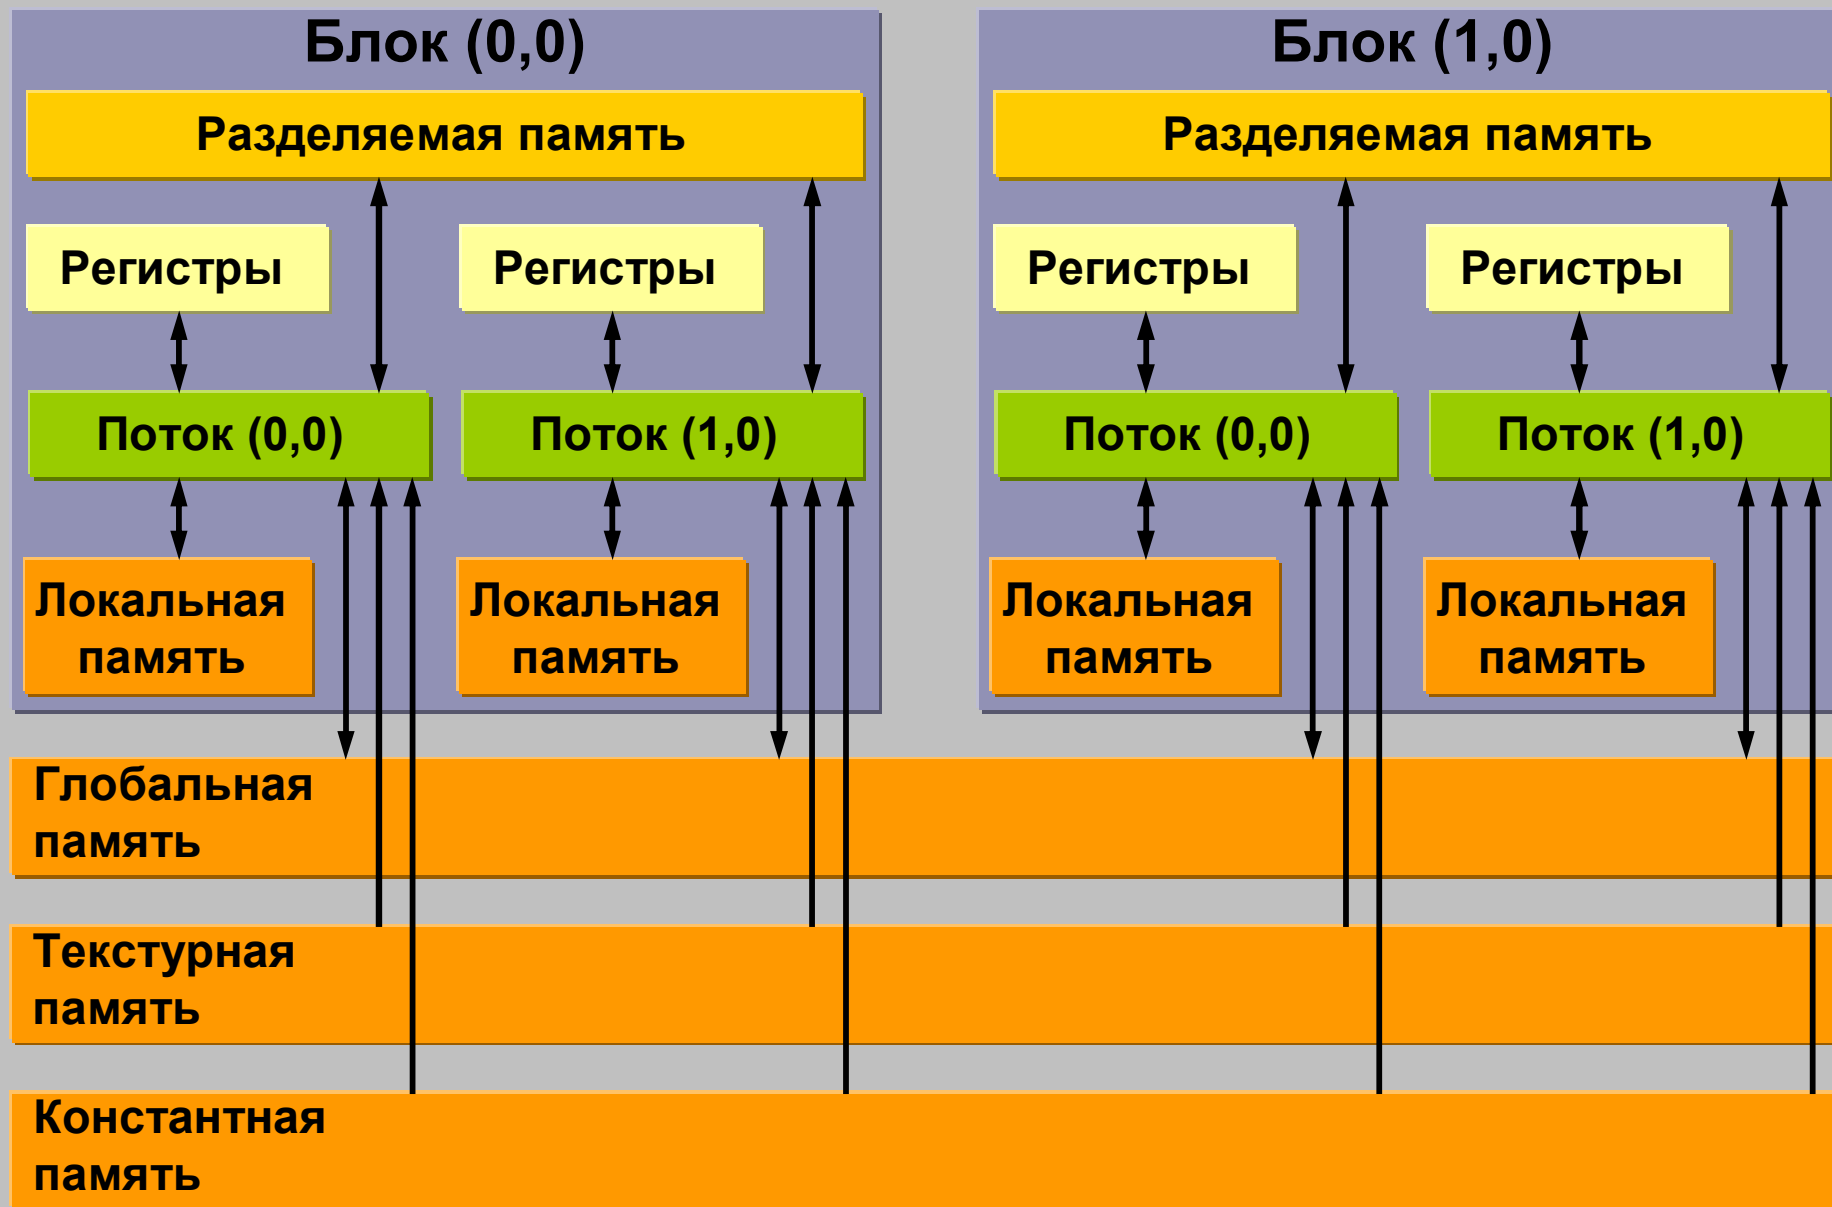 Блок (0,0)
Блок (1,0)
Разделяемая память
Разделяемая память
Регистры
Регистры
Регистры
Регистры
Поток (0,0)
Поток (1,0)
Поток (0,0)
Поток (1,0)
Локальная
память
Локальная
память
Локальная
память
Локальная
память
Глобальная
память
Текстурная
память
Константная
память